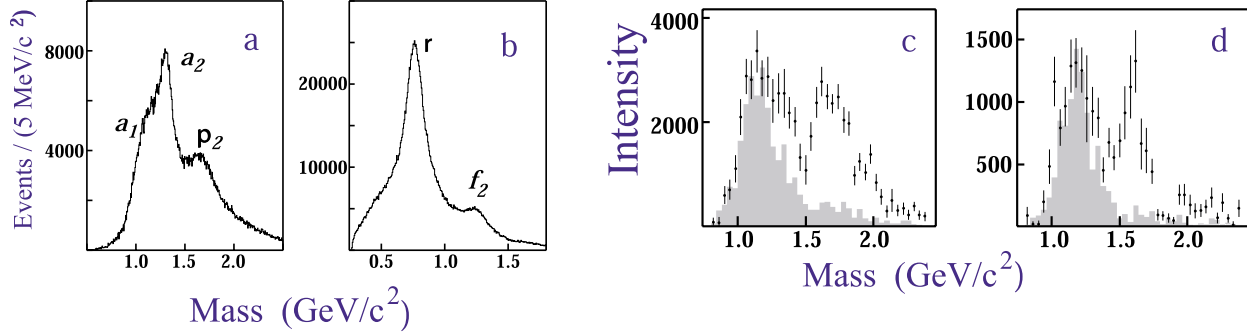 Events / (5 MeV/c²)
8000
4000
a
a₁
a₂
p₂
1.0 1.5 2.0
20000
10000
b
r
f₂
0.5 1.0 1.5
Mass (GeV/c²)
Intensity
4000
2000
c
1.0 1.5 2.0
1500
1000
500
d
1.0 1.5 2.0
Mass (GeV/c²)